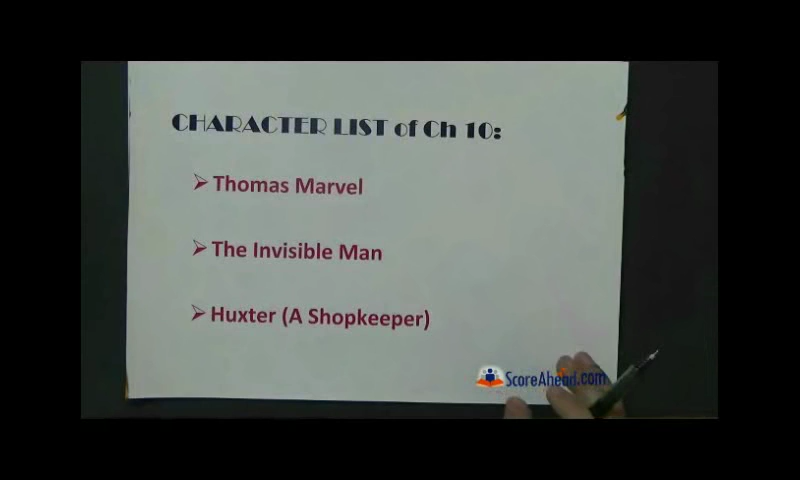 CHARACTER LIST of Ch 10:
Thomas Marvel
The Invisible Man
Huxter (A Shopkeeper)
ScoreAhead.com